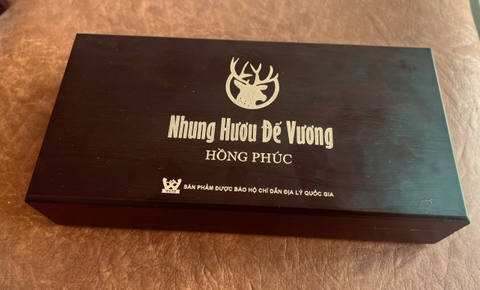 Nhung Hươu Đế Vương
HỒNG PHÚC
SẢN PHẨM ĐƯỢC BẢO HỘ CHỈ DẪN ĐỊA LÝ QUỐC GIA